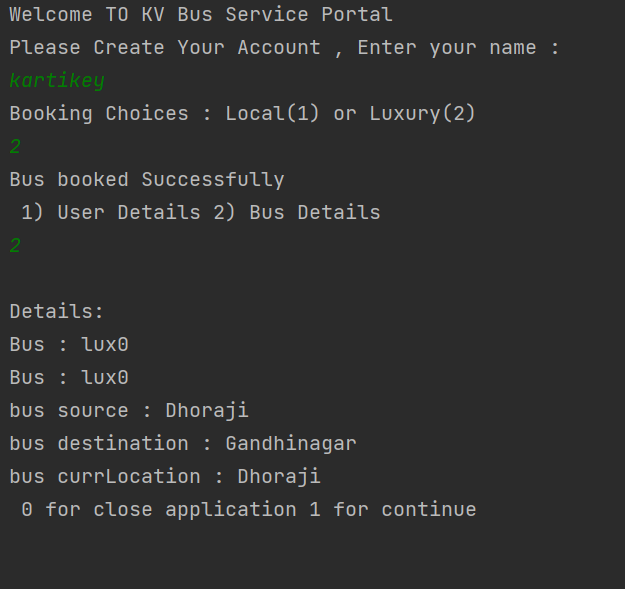 Welcome TO KV Bus Service Portal
Please Create Your Account , Enter your name :
kartikey
Booking Choices : Local(1) or Luxury(2)
2
Bus booked Successfully
 1) User Details 2) Bus Details
2

Details:
Bus : lux0
Bus : lux0
bus source : Dhoraji
bus destination : Gandhinagar
bus currLocation : Dhoraji
 0 for close application 1 for continue